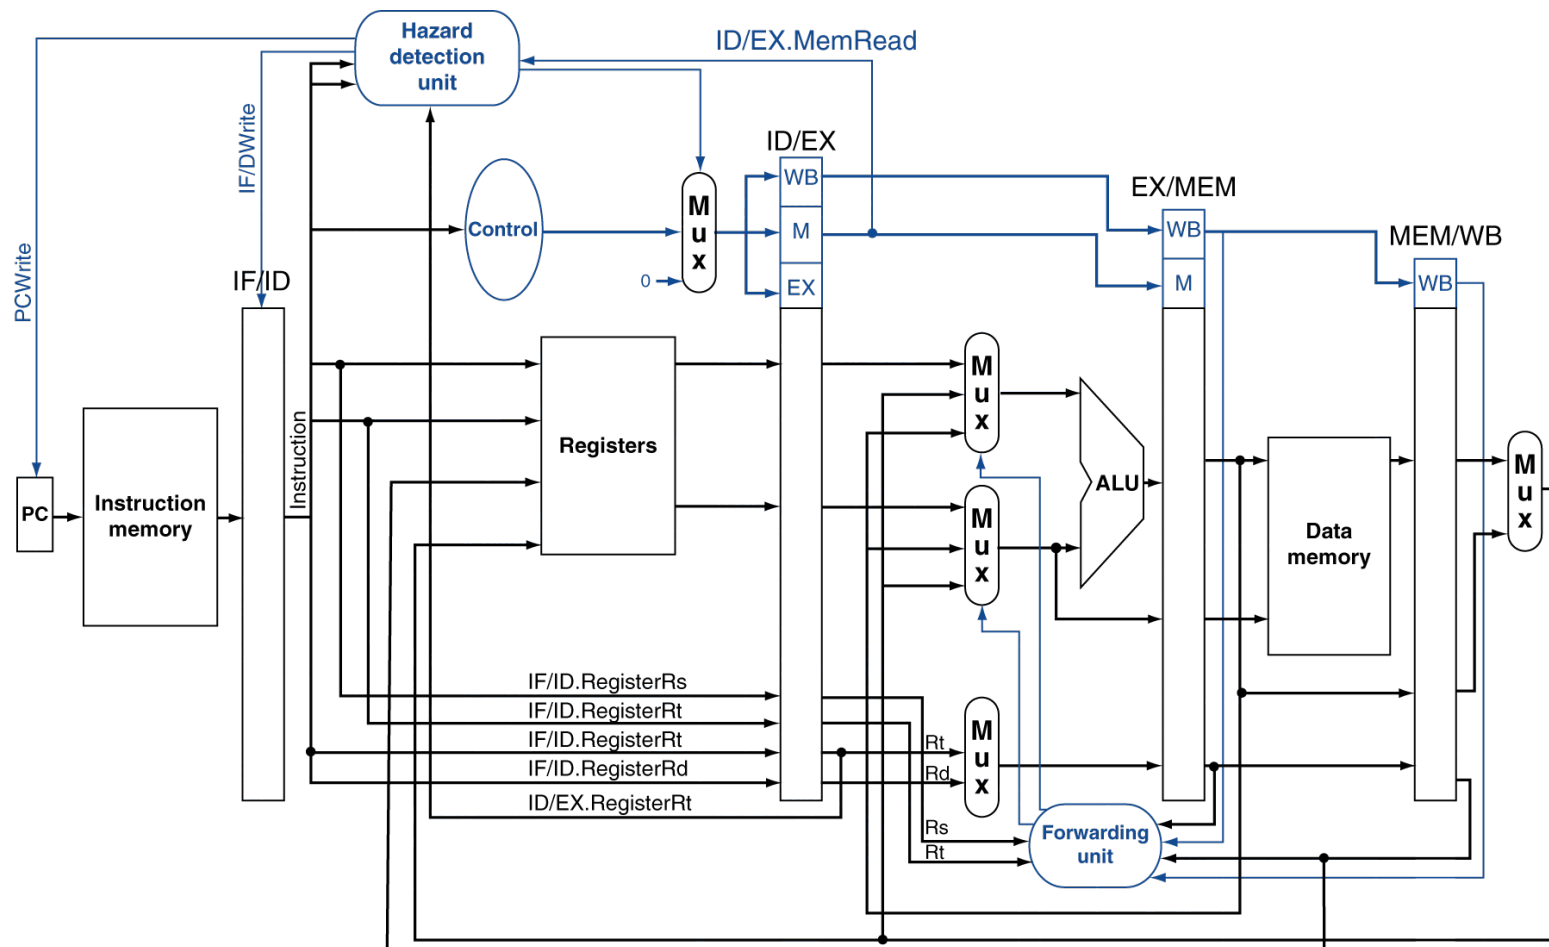 Hazard
detection
unit
ID/EX.MemRead
IF/DWrite
PCWrite
ID/EX
WB
M
EX
EX/MEM
WB
M
MEM/WB
WB
Control
M
u
x
0
IF/ID
Instruction
PC
Instruction
memory
Registers
M
u
x
M
u
x
ALU
Data
memory
M
u
x
IF/ID.RegisterRs
IF/ID.RegisterRt
IF/ID.RegisterRt
IF/ID.RegisterRd
ID/EX.RegisterRt
Rt
Rd
M
u
x
Rs
Rt
Forwarding
unit